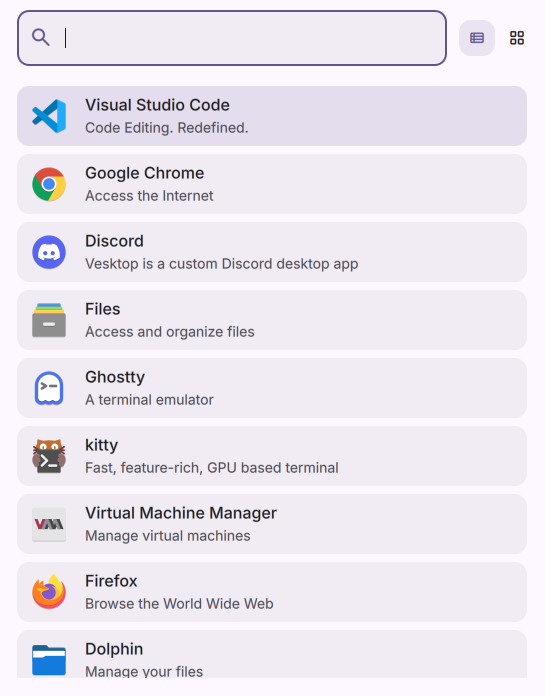 Visual Studio Code
Code Editing. Redefined.
Google Chrome
Access the Internet
Discord
Vesktop is a custom Discord desktop app
Files
Access and organize files
Ghostty
A terminal emulator
kitty
Fast, feature-rich, GPU based terminal
Virtual Machine Manager
Manage virtual machines
Firefox
Browse the World Wide Web
Dolphin
Manage your files